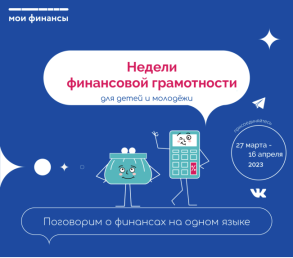 мои финансы
Недели
финансовой грамотности
для детей и молодёжи
присоединяйтесь
27 марта -
16 апреля
2023
Поговорим о финансах на одном языке